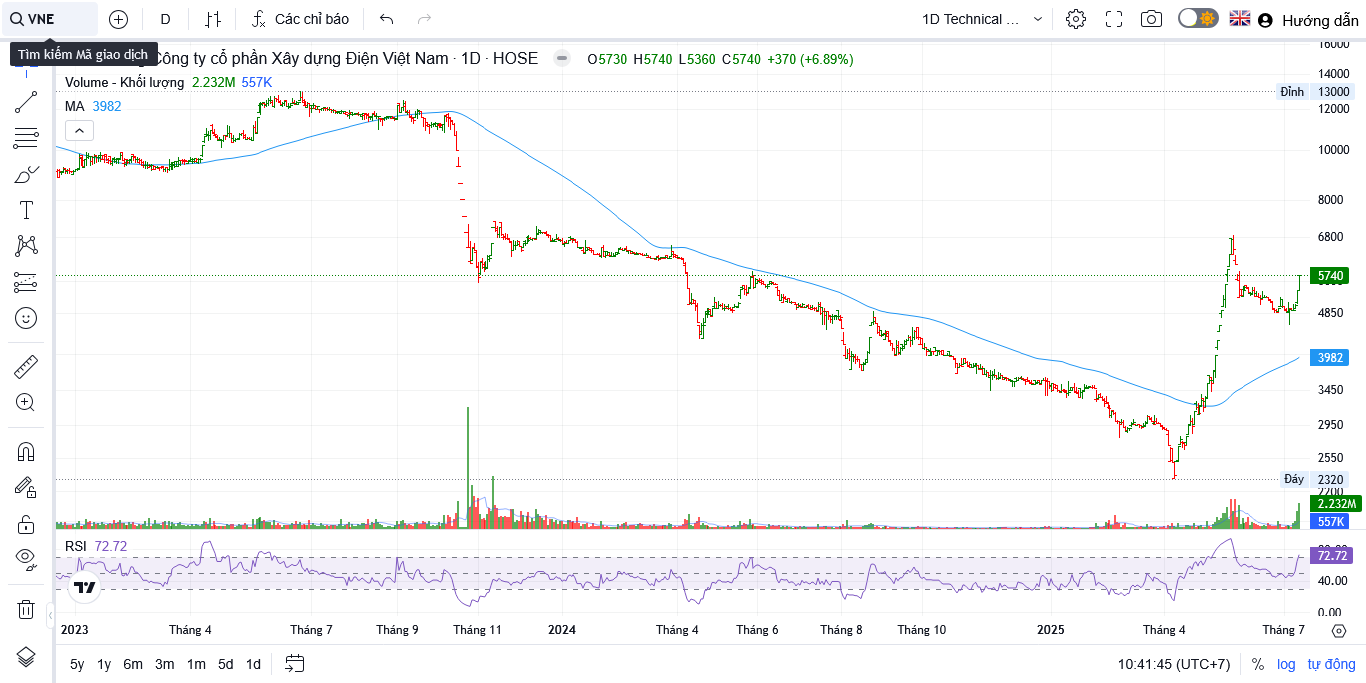 VNE
D
Các chỉ báo
1D Technical ...
Hướng dẫn
Tìm kiếm Mã giao dịch
Công ty cổ phần Xây dựng Điện Việt Nam · 1D · HOSE
O5730 H5740 L5360 C5740 +370 (+6.89%)
Volume - Khối lượng 2.232M 557K
MA 3982
16000
14000
Đỉnh 13000
12000
10000
8000
6800
5740
4850
3982
3450
2950
2550
Đáy 2320
2200
2.232M
557K
RSI 72.72
80.00
72.72
40.00
0.00
2023 Tháng 4 Tháng 7 Tháng 9 Tháng 11 2024 Tháng 4 Tháng 6 Tháng 8 Tháng 10 2025 Tháng 4 Tháng 7
5y 1y 6m 3m 1m 5d 1d
10:41:45 (UTC+7) % log tự động